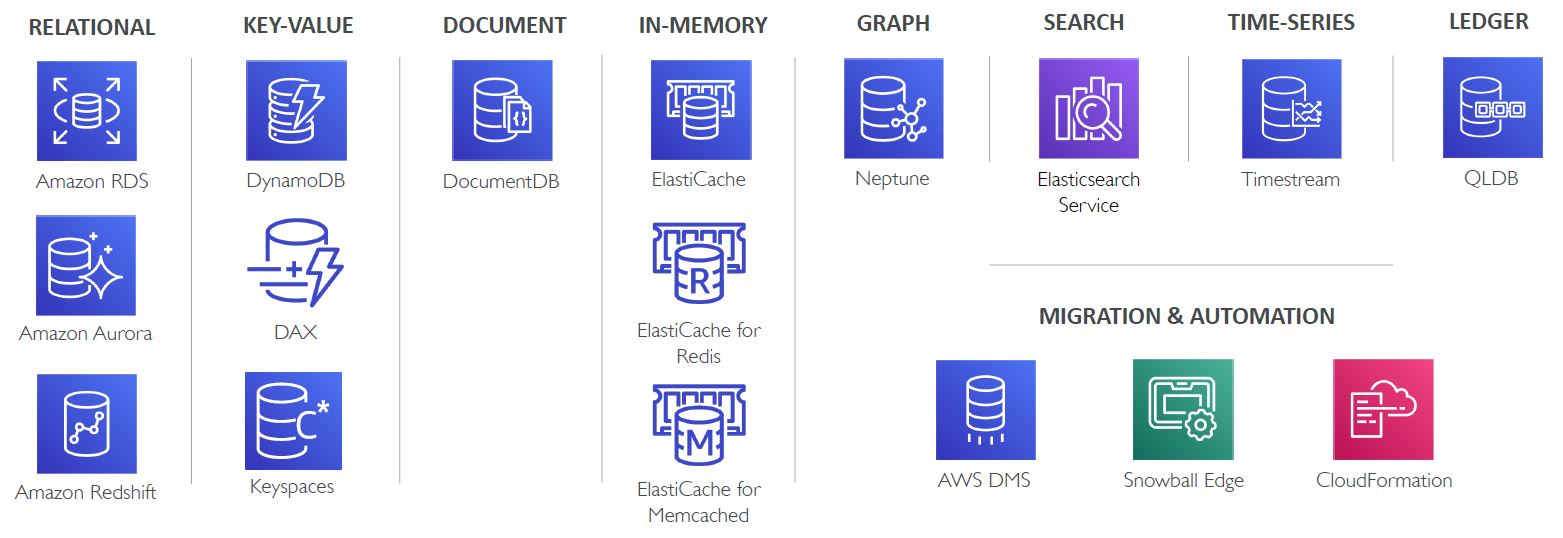 RELATIONAL
Amazon RDS
Amazon Aurora
Amazon Redshift
KEY-VALUE
DynamoDB
DAX
C*
Keyspaces
DOCUMENT
{}
DocumentDB
IN-MEMORY
ElastiCache
R
ElastiCache for
Redis
M
ElastiCache for
Memcached
GRAPH
Neptune
SEARCH
Elasticsearch
Service
TIME-SERIES
Timestream
LEDGER
QLDB
MIGRATION & AUTOMATION
AWS DMS
Snowball Edge
CloudFormation